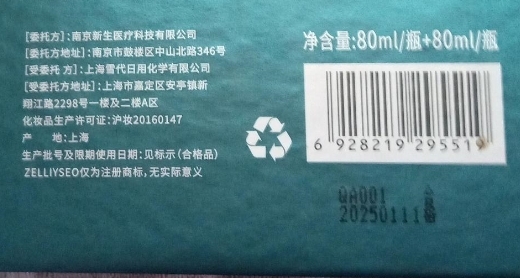 [委托方]:南京新生医疗科技有限公司
[委托方地址]:南京市鼓楼区中山北路346号
[受委托 方]:上海雪代日用化学有限公司
[受委托方地址]:上海市嘉定区安亭镇新
翔江路2298号一楼及二楼A区
化妆品生产许可证:沪妆20160147
产 地:上海
生产批号及限期使用日期:见标示(合格品)
ZELLIYSEO仅为注册商标,无实际意义
净含量:80ml/瓶+80ml/瓶
6 928219 295519
QA001
20250111